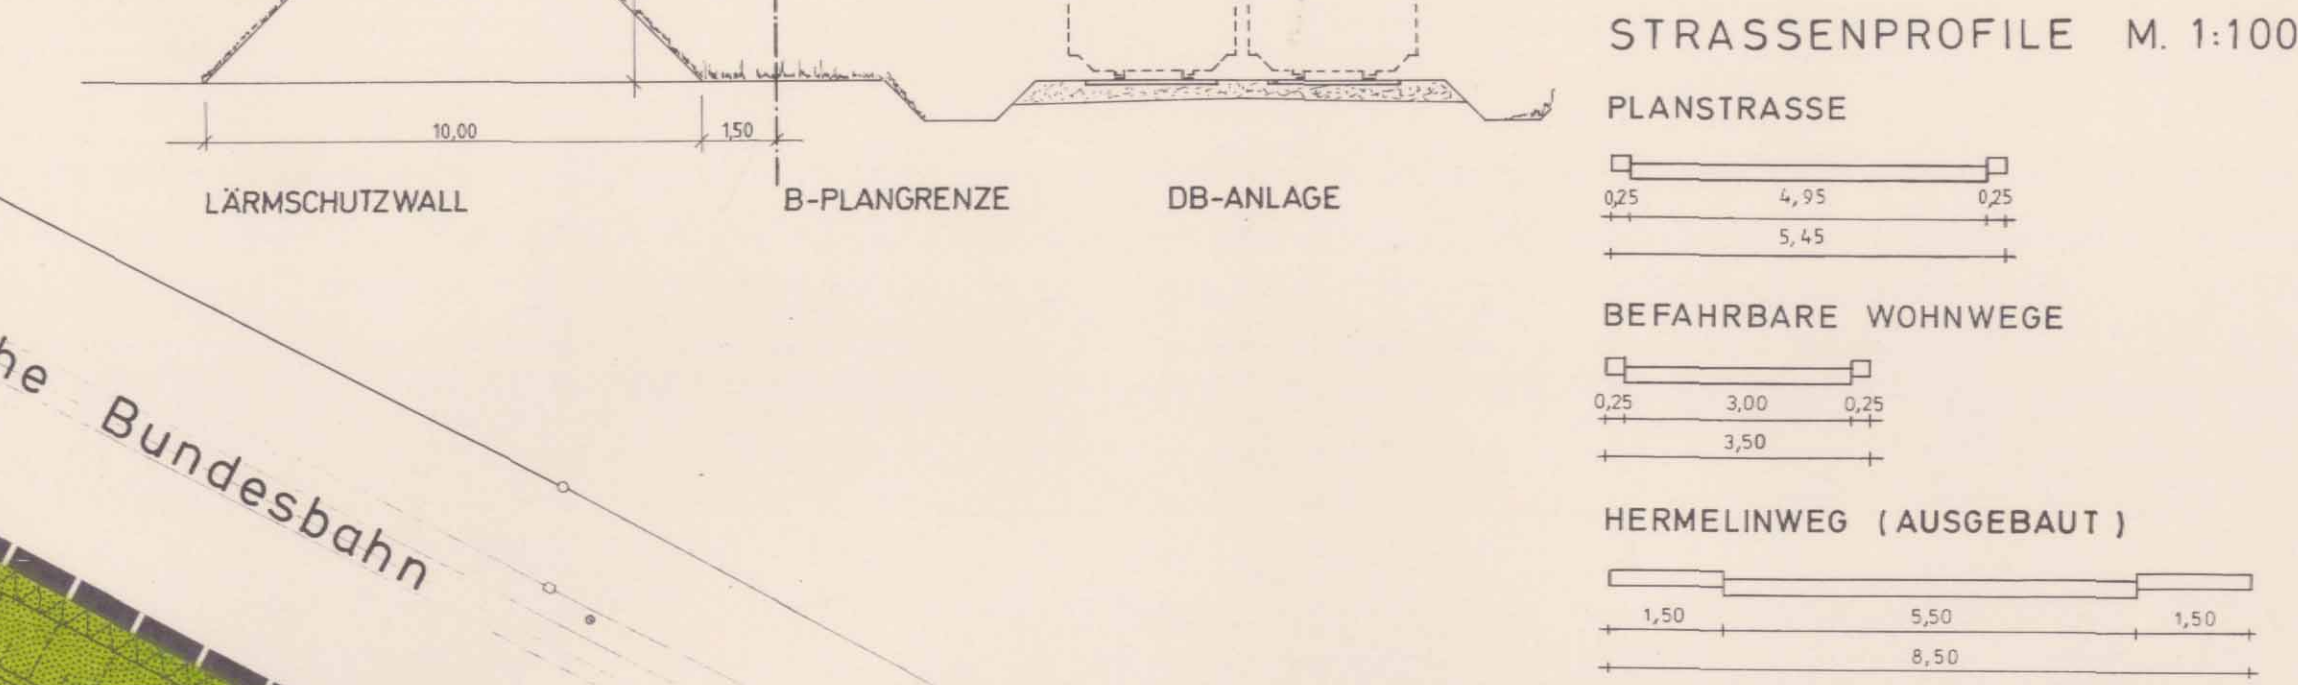 10,00
1,50
LÄRMSCHUTZWALL
B-PLANGRENZE
DB-ANLAGE
he Bundesbahn
STRASSENPROFILE M. 1:100
PLANSTRASSE
0,25 4,95 0,25
5,45
BEFAHRBARE WOHNWEGE
0,25 3,00 0,25
3,50
HERMELINWEG (AUSGEBAUT)
1,50 5,50 1,50
8,50